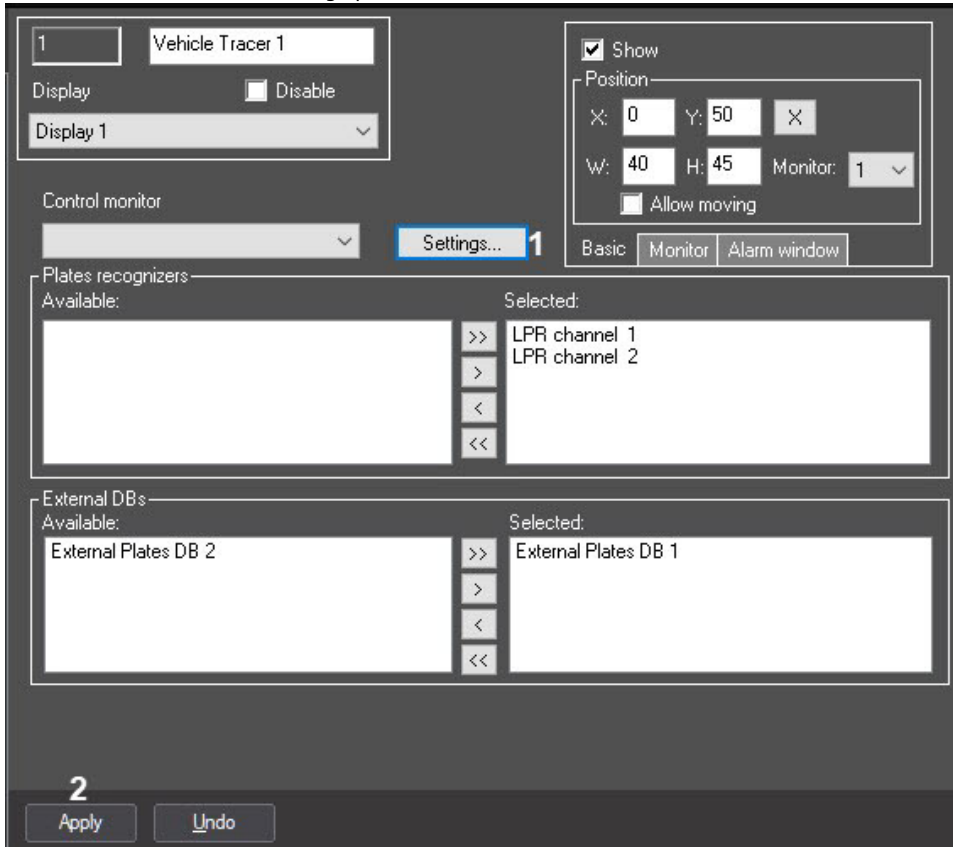 1 Vehicle Tracer 1
Display Disable
Display 1
Show
Position
X: 0 Y: 50 X
W: 40 H: 45 Monitor: 1
Allow moving
Basic Monitor Alarm window
Control monitor
Settings... 1
Plates recognizers
Available: Selected:
LPR channel 1
LPR channel 2
>>
>
<
<<
External DBs
Available: Selected:
External Plates DB 2 >> External Plates DB 1
>
<
<<
2
Apply Undo